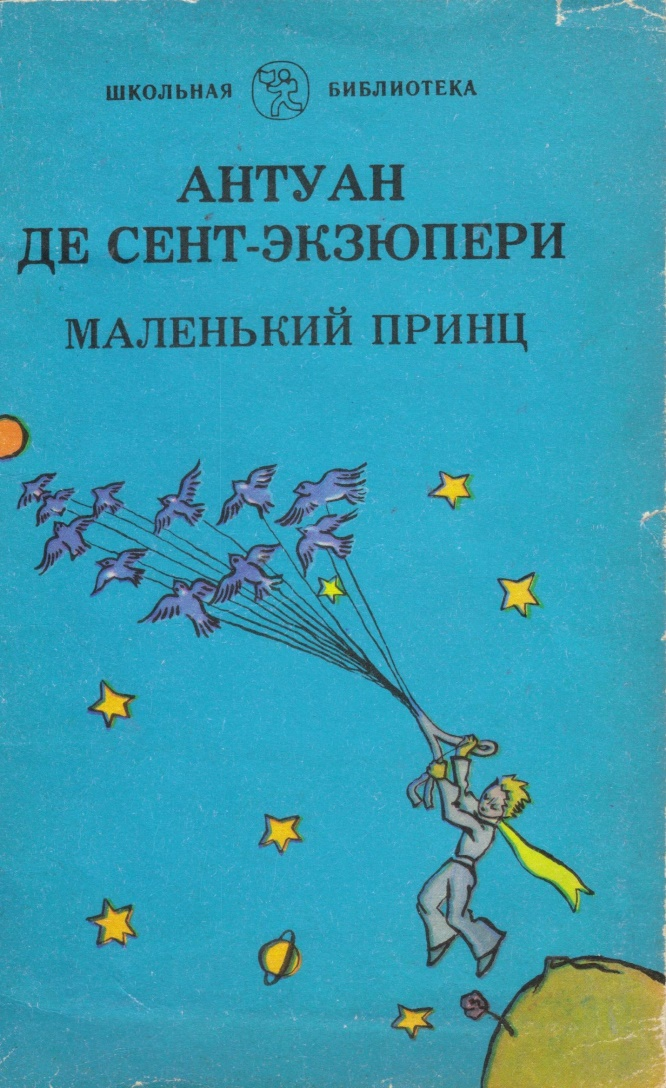 ШКОЛЬНАЯ БИБЛИОТЕКА
АНТУАН
ДЕ СЕНТ-ЭКЗЮПЕРИ
МАЛЕНЬКИЙ ПРИНЦ